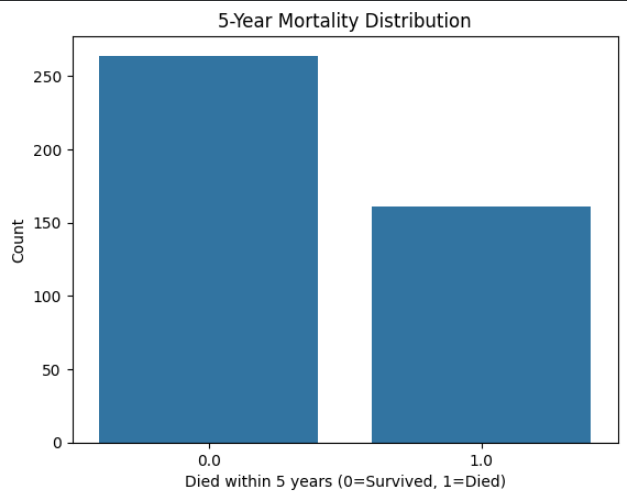 5-Year Mortality Distribution
250
200
150
100
50
0
Count
0.0 1.0
Died within 5 years (0=Survived, 1=Died)